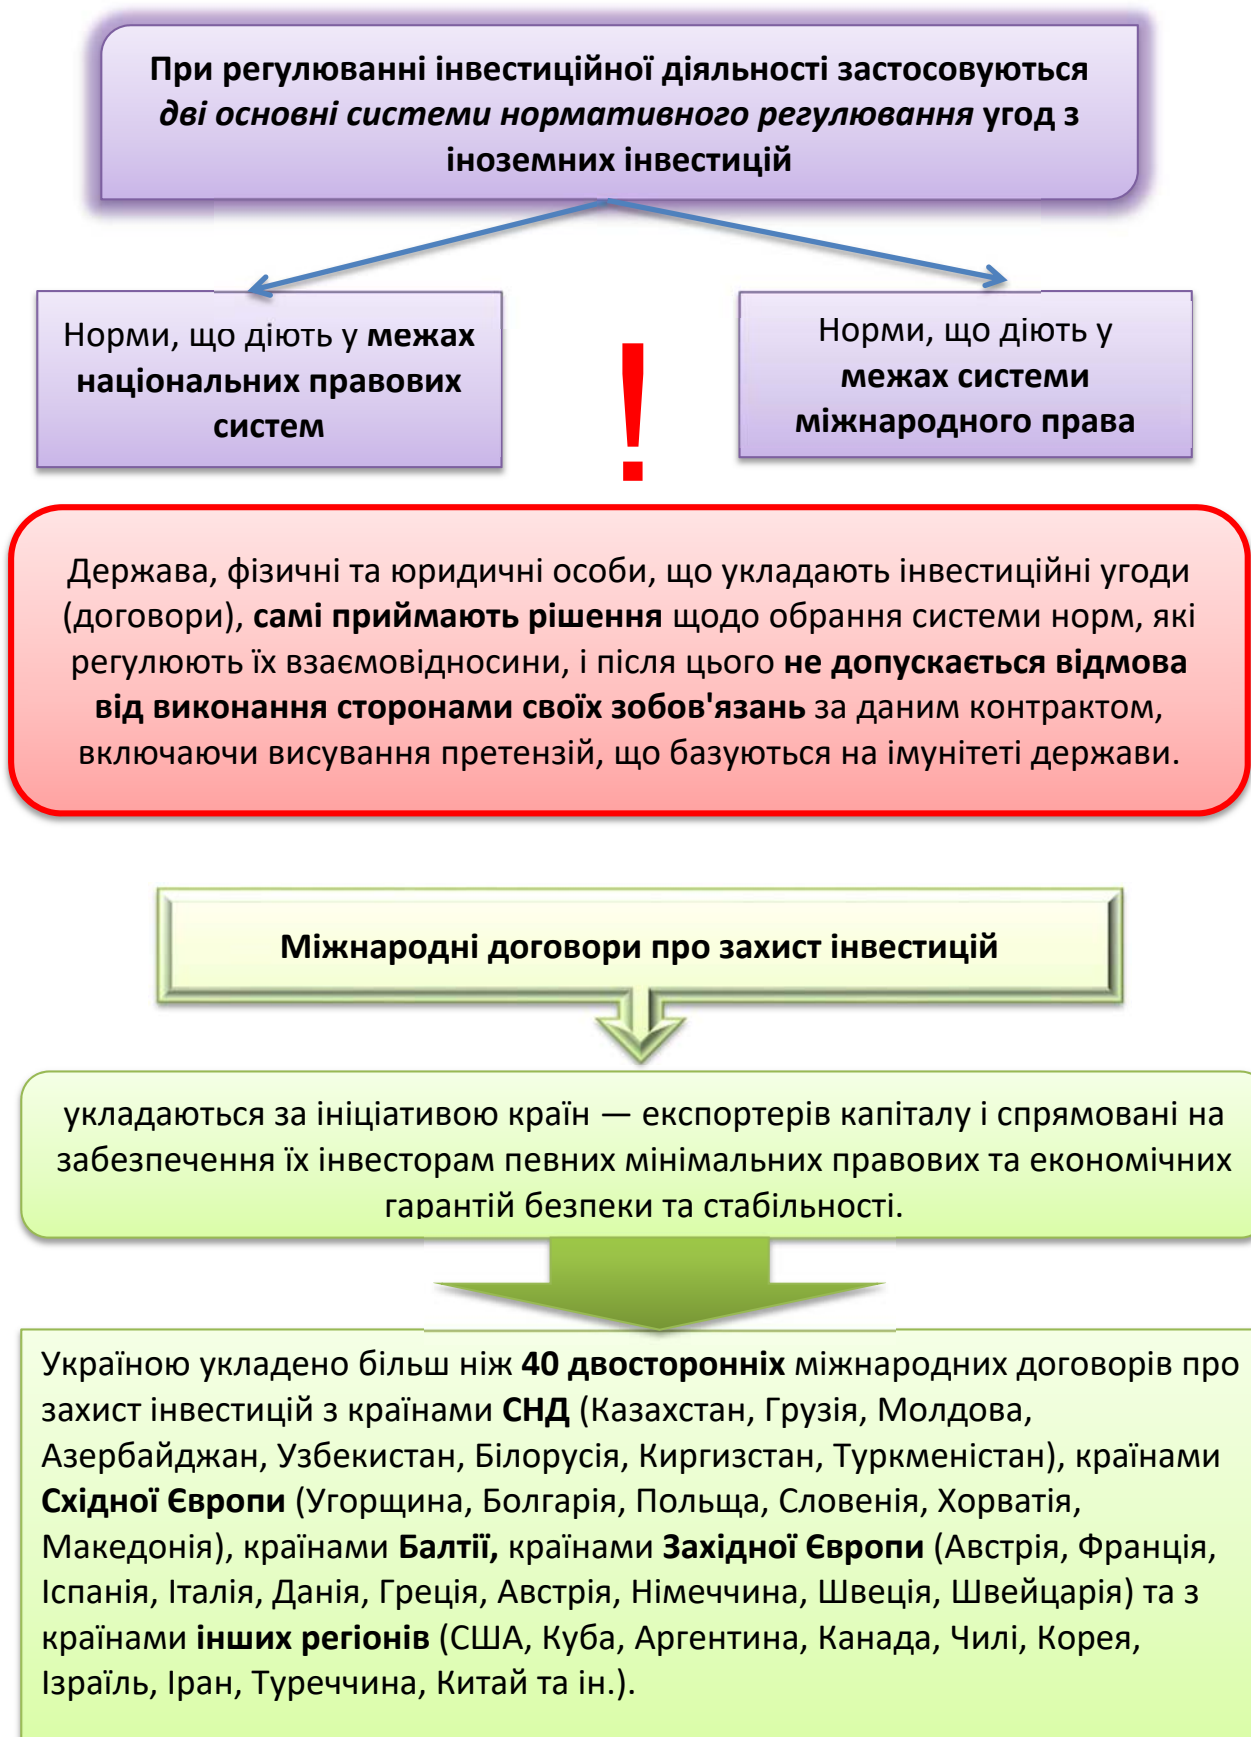 При регулюванні інвестиційної діяльності застосовуються
дві основні системи нормативного регулювання угод з
іноземних інвестицій
Норми, що діють у межах
національних правових
систем
!
Норми, що діють у
межах системи
міжнародного права
Держава, фізичні та юридичні особи, що укладають інвестиційні угоди
(договори), самі приймають рішення щодо обрання системи норм, які
регулюють їх взаємовідносини, і після цього не допускається відмова
від виконання сторонами своїх зобов'язань за даним контрактом,
включаючи висування претензій, що базуються на імунітеті держави.
Міжнародні договори про захист інвестицій
укладаються за ініціативою країн — експортерів капіталу і спрямовані на
забезпечення їх інвесторам певних мінімальних правових та економічних
гарантій безпеки та стабільності.
Україною укладено більш ніж 40 двосторонніх міжнародних договорів про
захист інвестицій з країнами СНД (Казахстан, Грузія, Молдова,
Азербайджан, Узбекистан, Білорусія, Киргизстан, Туркменістан), країнами
Східної Європи (Угорщина, Болгарія, Польща, Словенія, Хорватія,
Македонія), країнами Балтії, країнами Західної Європи (Австрія, Франція,
Іспанія, Італія, Данія, Греція, Австрія, Німеччина, Швеція, Швейцарія) та з
країнами інших регіонів (США, Куба, Аргентина, Канада, Чилі, Корея,
Ізраїль, Іран, Туреччина, Китай та ін.).